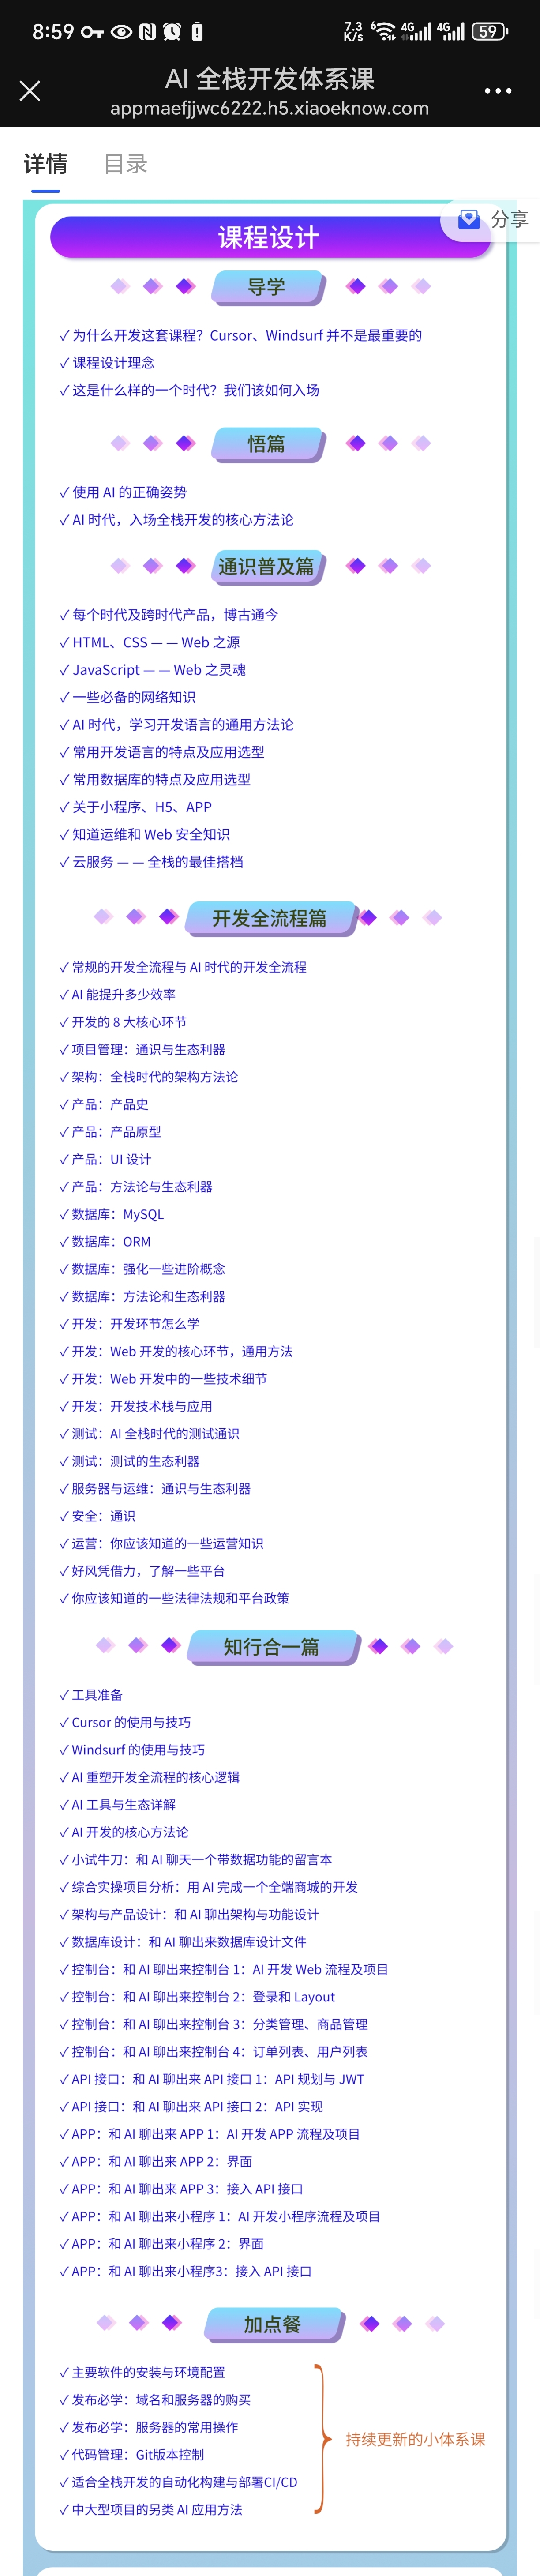 8:59
7.3
K/s
6
4G
4G
59
AI 全栈开发体系课
appmaefjjwc6222.h5.xiaoeknow.com
详情 目录
分享
课程设计
导学
✓ 为什么开发这套课程？Cursor、Windsurf 并不是最重要的
✓ 课程设计理念
✓ 这是什么样的一个时代？我们该如何入场
悟篇
✓ 使用 AI 的正确姿势
✓ AI 时代，入场全栈开发的核心方法论
通识普及篇
✓ 每个时代及跨时代产品，博古通今
✓ HTML、CSS — — Web 之源
✓ JavaScript — — Web 之灵魂
✓ 一些必备的网络知识
✓ AI 时代，学习开发语言的通用方法论
✓ 常用开发语言的特点及应用选型
✓ 常用数据库的特点及应用选型
✓ 关于小程序、H5、APP
✓ 知道运维和 Web 安全知识
✓ 云服务 — — 全栈的最佳搭档
开发全流程篇
✓ 常规的开发全流程与 AI 时代的开发全流程
✓ AI 能提升多少效率
✓ 开发的 8 大核心环节
✓ 项目管理：通识与生态利器
✓ 架构：全栈时代的架构方法论
✓ 产品：产品史
✓ 产品：产品原型
✓ 产品：UI 设计
✓ 产品：方法论与生态利器
✓ 数据库：MySQL
✓ 数据库：ORM
✓ 数据库：强化一些进阶概念
✓ 数据库：方法论和生态利器
✓ 开发：开发环节怎么学
✓ 开发：Web 开发的核心环节，通用方法
✓ 开发：Web 开发中的一些技术细节
✓ 开发：开发技术栈与应用
✓ 测试：AI 全栈时代的测试通识
✓ 测试：测试的生态利器
✓ 服务器与运维：通识与生态利器
✓ 安全：通识
✓ 运营：你应该知道的一些运营知识
✓ 好风凭借力，了解一些平台
✓ 你应该知道的一些法律法规和平台政策
知行合一篇
✓ 工具准备
✓ Cursor 的使用与技巧
✓ Windsurf 的使用与技巧
✓ AI 重塑开发全流程的核心逻辑
✓ AI 工具与生态详解
✓ AI 开发的核心方法论
✓ 小试牛刀：和 AI 聊天一个带数据功能的留言本
✓ 综合实操项目分析：用 AI 完成一个全端商城的开发
✓ 架构与产品设计：和 AI 聊出架构与功能设计
✓ 数据库设计：和 AI 聊出来数据库设计文件
✓ 控制台：和 AI 聊出来控制台 1：AI 开发 Web 流程及项目
✓ 控制台：和 AI 聊出来控制台 2：登录和 Layout
✓ 控制台：和 AI 聊出来控制台 3：分类管理、商品管理
✓ 控制台：和 AI 聊出来控制台 4：订单列表、用户列表
✓ API 接口：和 AI 聊出来 API 接口 1：API 规划与 JWT
✓ API 接口：和 AI 聊出来 API 接口 2：API 实现
✓ APP：和 AI 聊出来 APP 1：AI 开发 APP 流程及项目
✓ APP：和 AI 聊出来 APP 2：界面
✓ APP：和 AI 聊出来 APP 3：接入 API 接口
✓ APP：和 AI 聊出来小程序 1：AI 开发小程序流程及项目
✓ APP：和 AI 聊出来小程序 2：界面
✓ APP：和 AI 聊出来小程序3：接入 API 接口
加点餐
✓ 主要软件的安装与环境配置
✓ 发布必学：域名和服务器的购买
✓ 发布必学：服务器的常用操作
✓ 代码管理：Git版本控制
✓ 适合全栈开发的自动化构建与部署CI/CD
✓ 中大型项目的另类 AI 应用方法
持续更新的小体系课